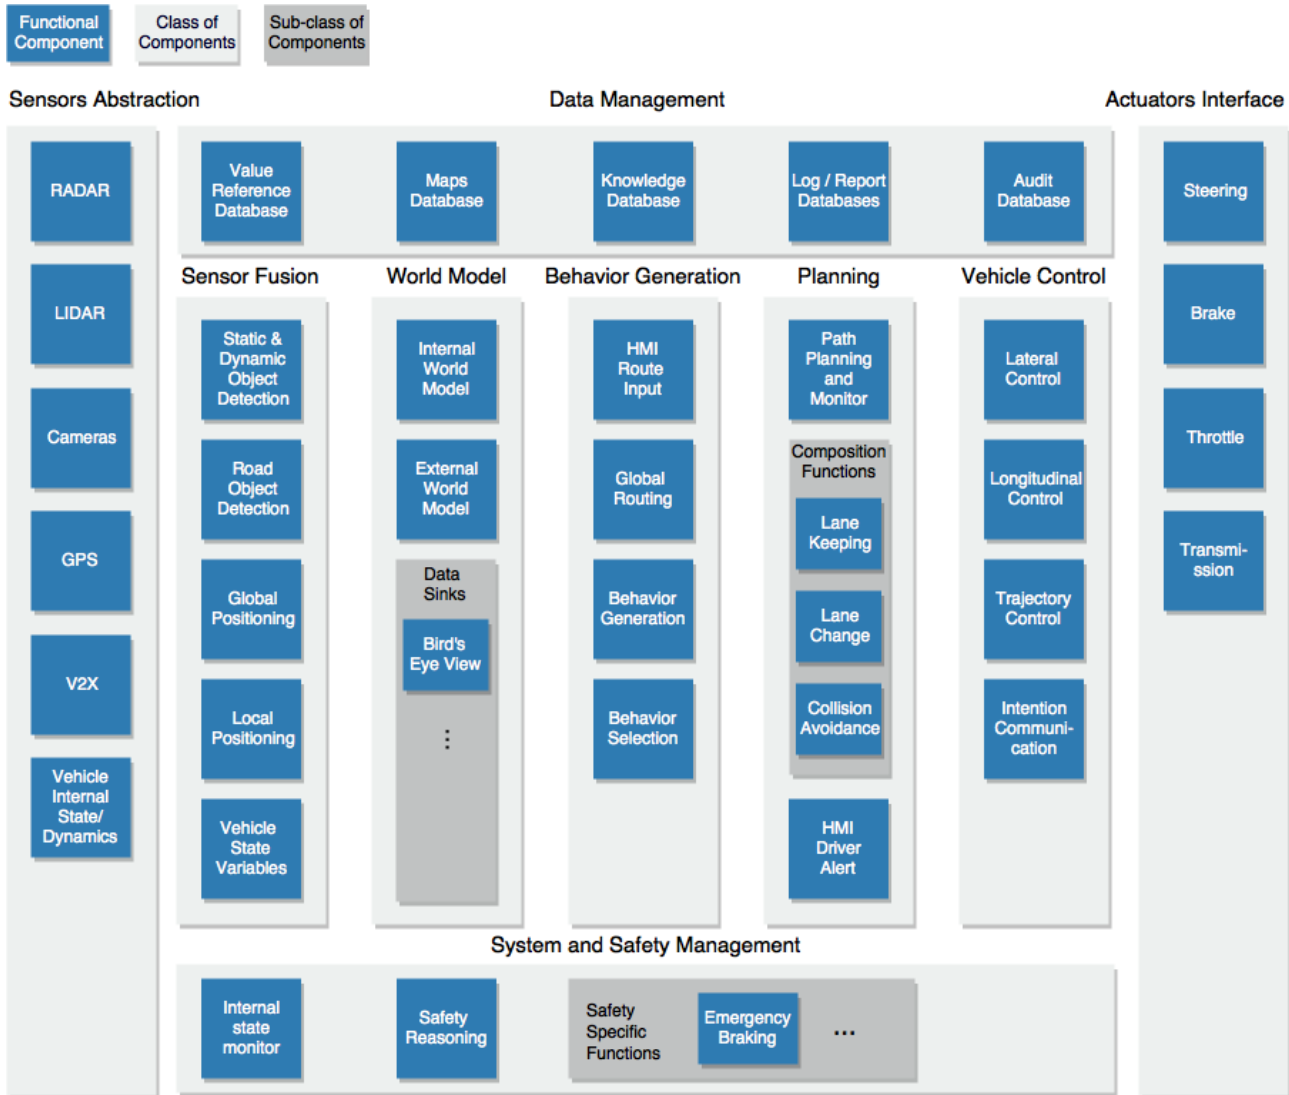 Functional
Component
Class of
Components
Sub-class of
Components
Sensors Abstraction
Data Management
Actuators Interface
RADAR
LIDAR
Cameras
GPS
V2X
Vehicle
Internal
State/
Dynamics
Value
Reference
Database
Maps
Database
Knowledge
Database
Log / Report
Databases
Audit
Database
Sensor Fusion
Static &
Dynamic
Object
Detection
Road
Object
Detection
Global
Positioning
Local
Positioning
Vehicle
State
Variables
World Model
Internal
World
Model
External
World
Model
Data
Sinks
Bird's
Eye View
⋮
Behavior Generation
HMI
Route
Input
Global
Routing
Behavior
Generation
Behavior
Selection
Planning
Path
Planning
and
Monitor
Composition
Functions
Lane
Keeping
Lane
Change
Collision
Avoidance
HMI
Driver
Alert
Vehicle Control
Lateral
Control
Longitudinal
Control
Trajectory
Control
Intention
Communi-
cation
Steering
Brake
Throttle
Transmi-
ssion
System and Safety Management
Internal
state
monitor
Safety
Reasoning
Safety
Specific
Functions
Emergency
Braking
...